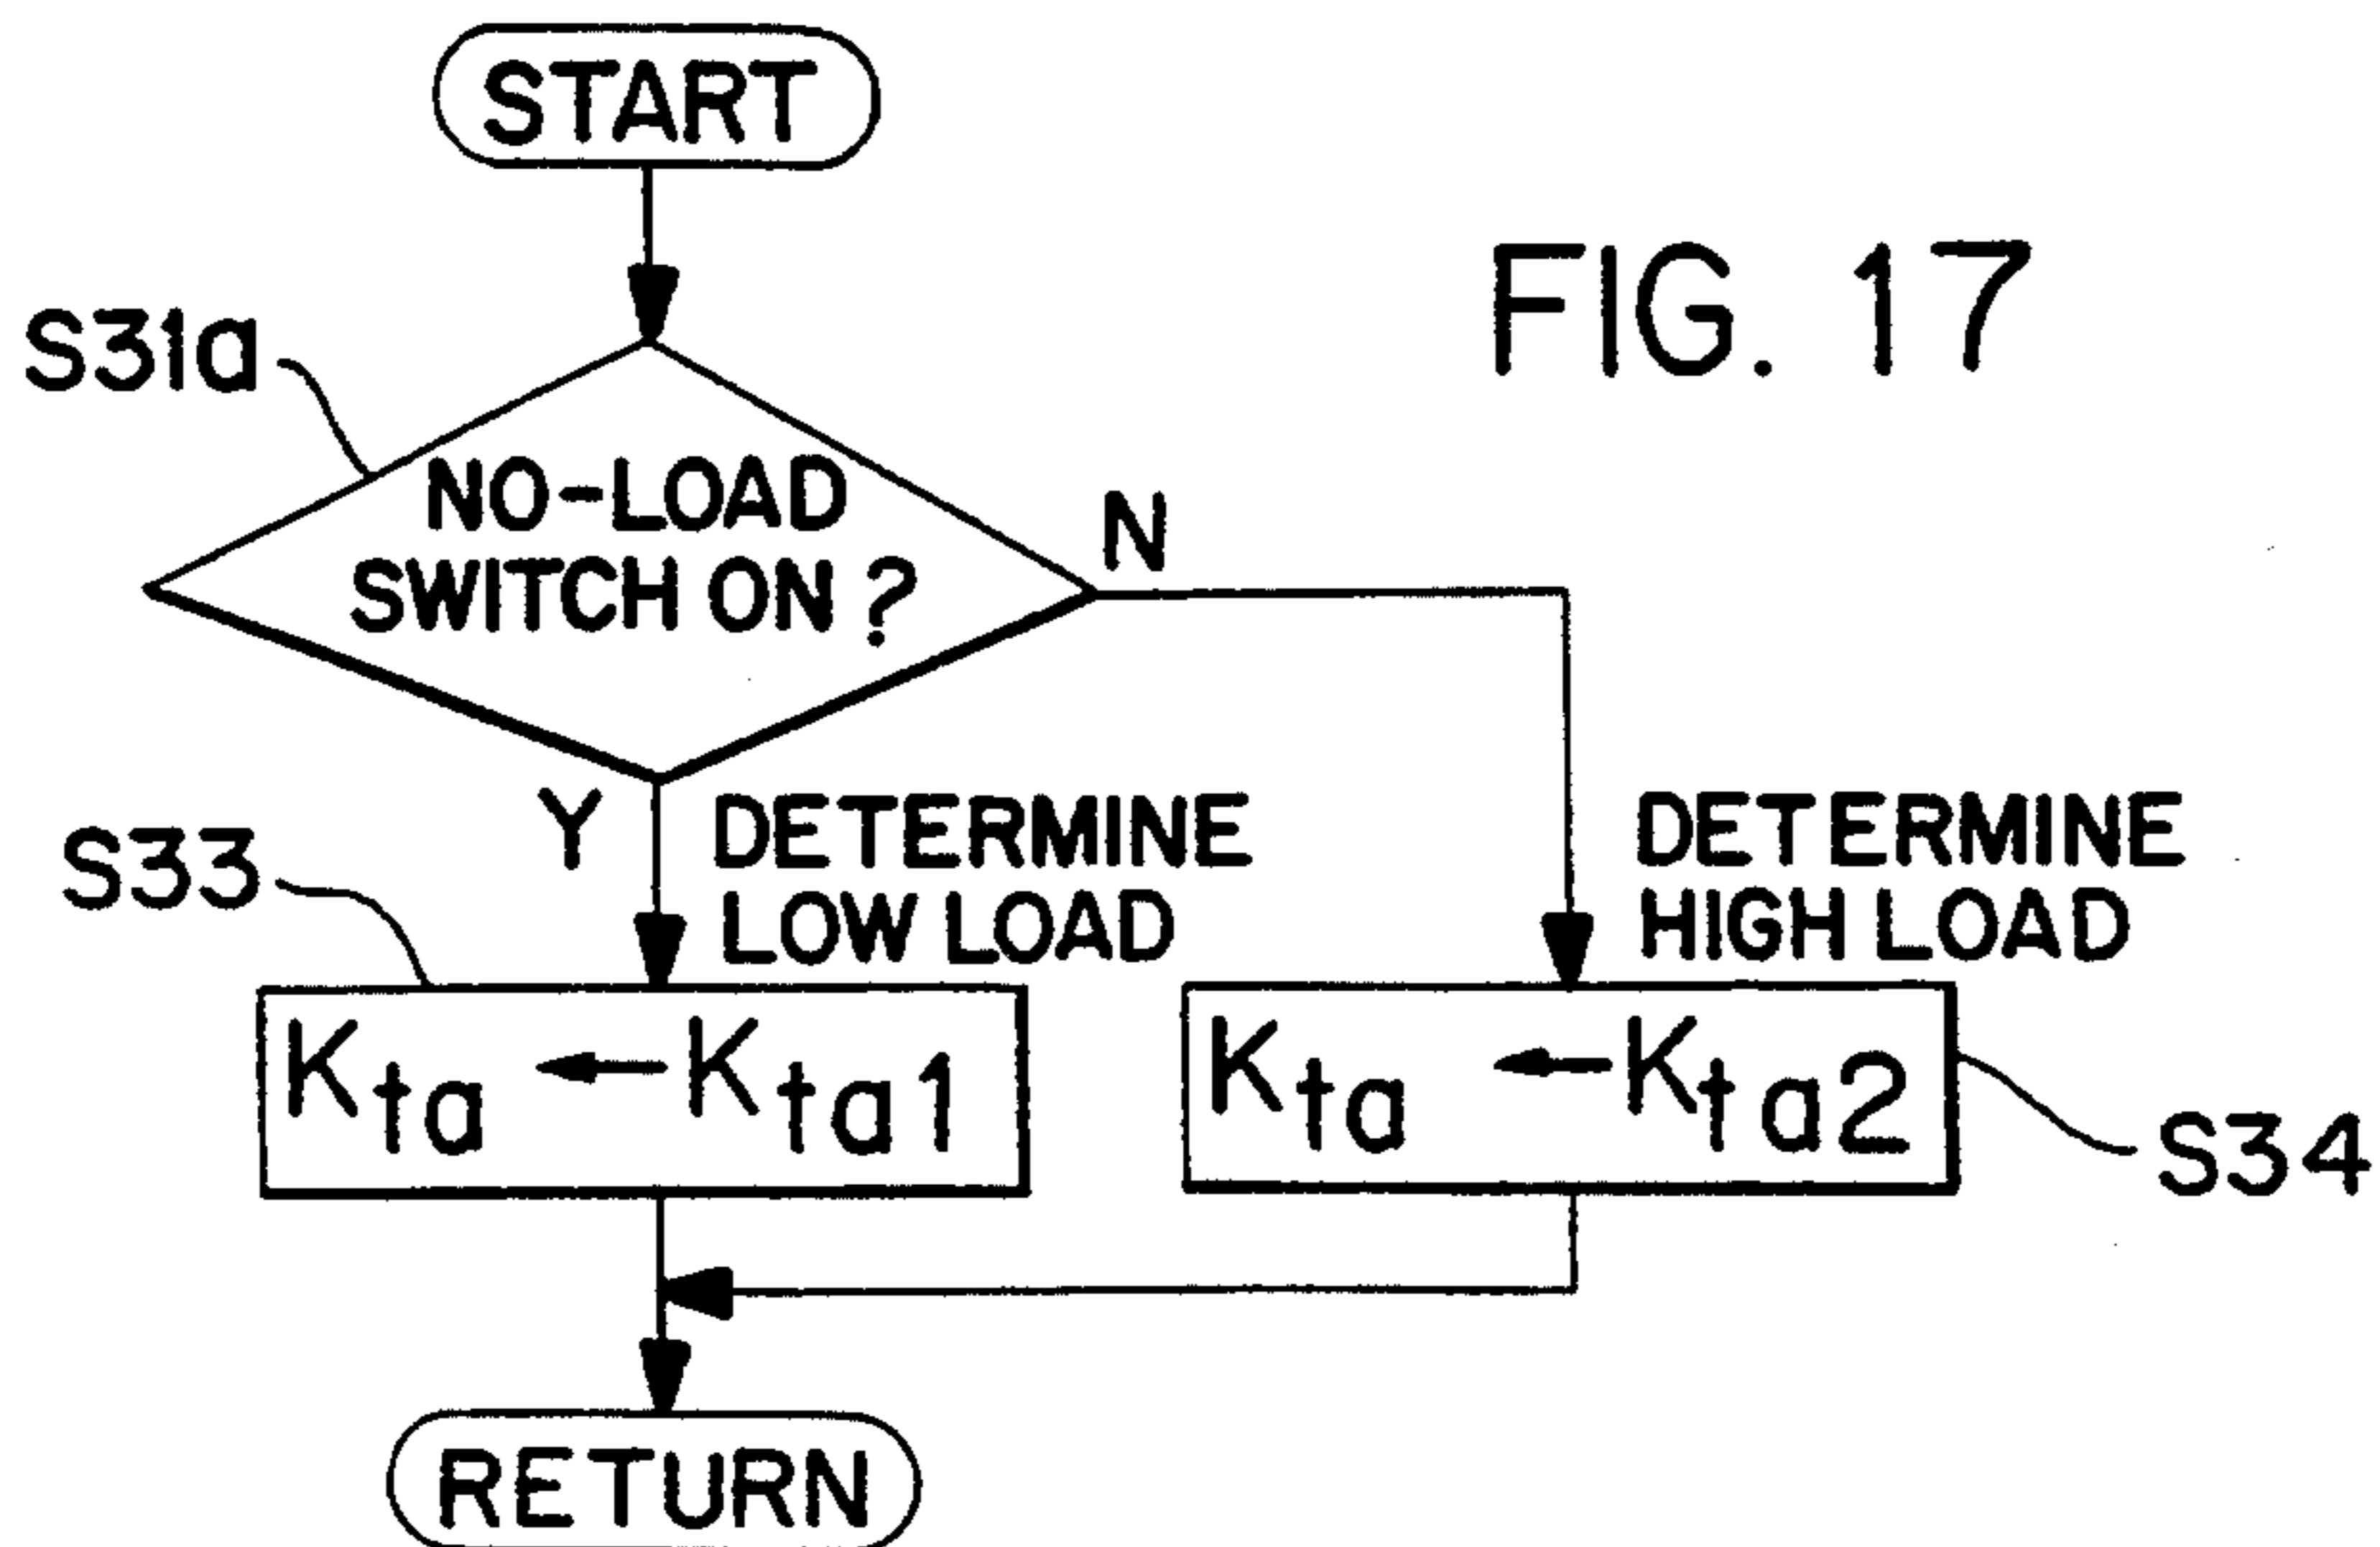 START
FIG. 17
S31a
NO-LOAD
SWITCH ON ?
N
Y
DETERMINE
LOW LOAD
DETERMINE
HIGH LOAD
S33
Kta ← Kta1
Kta ← Kta2
S34
RETURN